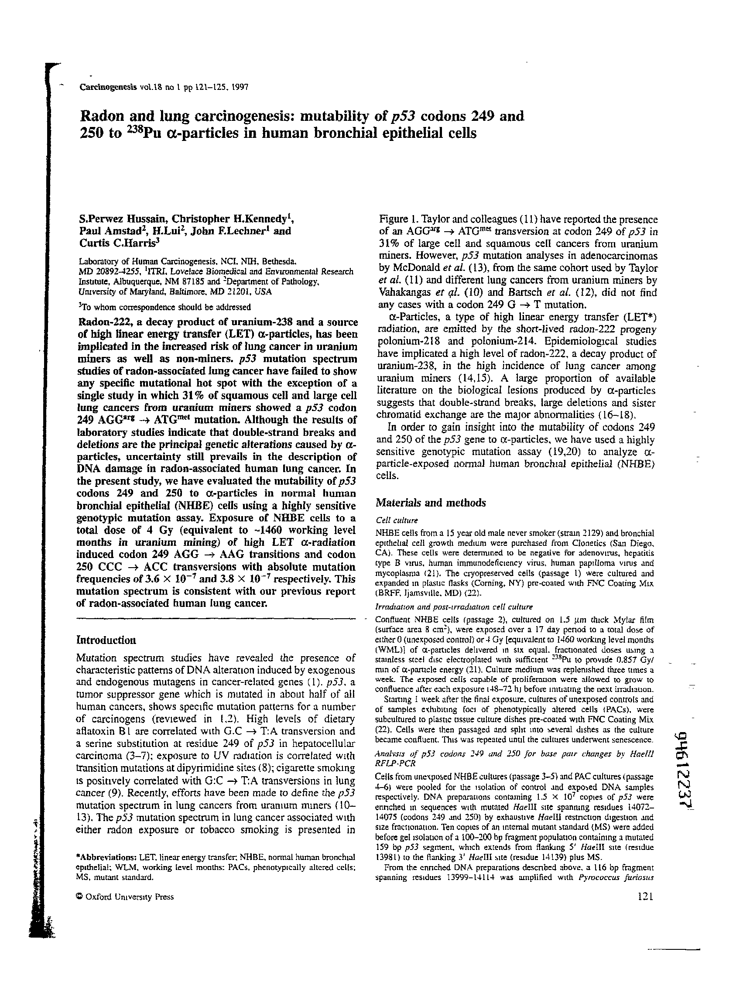 Carcinogenesis vol.18 no 1 pp 121–125, 1997
Radon and lung carcinogenesis: mutability of p53 codons 249 and
250 to ²³⁸Pu α-particles in human bronchial epithelial cells
S.Perwez Hussain, Christopher H.Kennedy¹,
Paul Amstad², H.Lui², John F.Lechner¹ and
Curtis C.Harris³
Laboratory of Human Carcinogenesis, NCI, NIH, Bethesda,
MD 20892-4255, ¹ITRI, Lovelace Biomedical and Environmental Research
Institute, Albuquerque, NM 87185 and ²Department of Pathology,
University of Maryland, Baltimore, MD 21201, USA
³To whom correspondence should be addressed
Radon-222, a decay product of uranium-238 and a source
of high linear energy transfer (LET) α-particles, has been
implicated in the increased risk of lung cancer in uranium
miners as well as non-miners. p53 mutation spectrum
studies of radon-associated lung cancer have failed to show
any specific mutational hot spot with the exception of a
single study in which 31% of squamous cell and large cell
lung cancers from uranium miners showed a p53 codon
249 AGGᵃʳᵍ → ATGᵐᵉᵗ mutation. Although the results of
laboratory studies indicate that double-strand breaks and
deletions are the principal genetic alterations caused by α-
particles, uncertainty still prevails in the description of
DNA damage in radon-associated human lung cancer. In
the present study, we have evaluated the mutability of p53
codons 249 and 250 to α-particles in normal human
bronchial epithelial (NHBE) cells using a highly sensitive
genotypic mutation assay. Exposure of NHBE cells to a
total dose of 4 Gy (equivalent to ~1460 working level
months in uranium mining) of high LET α-radiation
induced codon 249 AGG → AAG transitions and codon
250 CCC → ACC transversions with absolute mutation
frequencies of 3.6 × 10⁻⁷ and 3.8 × 10⁻⁷ respectively. This
mutation spectrum is consistent with our previous report
of radon-associated human lung cancer.
Introduction
Mutation spectrum studies have revealed the presence of
characteristic patterns of DNA alteration induced by exogenous
and endogenous mutagens in cancer-related genes (1). p53, a
tumor suppressor gene which is mutated in about half of all
human cancers, shows specific mutation patterns for a number
of carcinogens (reviewed in 1,2). High levels of dietary
aflatoxin B1 are correlated with G:C → T:A transversion and
a serine substitution at residue 249 of p53 in hepatocellular
carcinoma (3–7); exposure to UV radiation is correlated with
transition mutations at dipyrimidine sites (8); cigarette smoking
is positively correlated with G:C → T:A transversions in lung
cancer (9). Recently, efforts have been made to define the p53
mutation spectrum in lung cancers from uranium miners (10–
13). The p53 mutation spectrum in lung cancer associated with
either radon exposure or tobacco smoking is presented in
*Abbreviations: LET, linear energy transfer; NHBE, normal human bronchial
epithelial; WLM, working level months; PACs, phenotypically altered cells;
MS, mutant standard.
© Oxford University Press
Figure 1. Taylor and colleagues (11) have reported the presence
of an AGGᵃʳᵍ → ATGᵐᵉᵗ transversion at codon 249 of p53 in
31% of large cell and squamous cell cancers from uranium
miners. However, p53 mutation analyses in adenocarcinomas
by McDonald et al. (13), from the same cohort used by Taylor
et al. (11) and different lung cancers from uranium miners by
Vahakangas et al. (10) and Bartsch et al. (12), did not find
any cases with a codon 249 G → T mutation.
α-Particles, a type of high linear energy transfer (LET*)
radiation, are emitted by the short-lived radon-222 progeny
polonium-218 and polonium-214. Epidemiological studies
have implicated a high level of radon-222, a decay product of
uranium-238, in the high incidence of lung cancer among
uranium miners (14,15). A large proportion of available
literature on the biological lesions produced by α-particles
suggests that double-strand breaks, large deletions and sister
chromatid exchange are the major abnormalities (16–18).
In order to gain insight into the mutability of codons 249
and 250 of the p53 gene to α-particles, we have used a highly
sensitive genotypic mutation assay (19,20) to analyze α-
particle-exposed normal human bronchial epithelial (NHBE)
cells.
Materials and methods
Cell culture
NHBE cells from a 15 year old male never smoker (strain 2129) and bronchial
epithelial cell growth medium were purchased from Clonetics (San Diego,
CA). These cells were determined to be negative for adenovirus, hepatitis
type B virus, human immunodeficiency virus, human papilloma virus and
mycoplasma (21). The cryopreserved cells (passage 1) were cultured and
expanded in plastic flasks (Corning, NY) pre-coated with FNC Coating Mix
(BRFF, Ijamsville, MD) (22).
Irradiation and post-irradiation cell culture
Confluent NHBE cells (passage 2), cultured on 1.5 μm thick Mylar film
(surface area 8 cm²), were exposed over a 17 day period to a total dose of
either 0 (unexposed control) or 4 Gy [equivalent to 1460 working level months
(WML)] of α-particles delivered in six equal, fractionated doses using a
stainless steel disc electroplated with sufficient ²³⁸Pu to provide 0.857 Gy/
min of α-particle energy (21). Culture medium was replenished three times a
week. The exposed cells capable of proliferation were allowed to grow to
confluence after each exposure (48–72 h) before initiating the next irradiation.
Starting 1 week after the final exposure, cultures of unexposed controls and
of samples exhibiting foci of phenotypically altered cells (PACs), were
subcultured to plastic tissue culture dishes pre-coated with FNC Coating Mix
(22). Cells were then passaged and split into several dishes as the culture
became confluent. This was repeated until the cultures underwent senescence.
Analysis of p53 codons 249 and 250 for base pair changes by HaeIII
RFLP-PCR
Cells from unexposed NHBE cultures (passage 3–5) and PAC cultures (passage
4–6) were pooled for the isolation of control and exposed DNA samples
respectively. DNA preparations containing 1.5 × 10⁷ copies of p53 were
enriched in sequences with mutated HaeIII site spanning residues 14072–
14075 (codons 249 and 250) by exhaustive HaeIII restriction digestion and
size fractionation. Ten copies of an internal mutant standard (MS) were added
before gel isolation of a 100–200 bp fragment population containing a mutated
159 bp p53 segment, which extends from flanking 5′ HaeIII site (residue
13981) to the flanking 3′ HaeIII site (residue 14139) plus MS.
From the enriched DNA preparations described above, a 116 bp fragment
spanning residues 13999–14114 was amplified with Pyrococcus furiosus
121
94612237